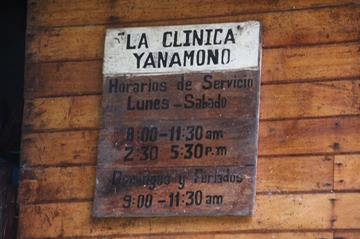 LA CLINICA
YANAMONO
Horarios de Servicio
Lunes - Sabado
8:00-11:30 am
2:30 5:30 p.m
Domingos y Feriados
9:00-11:30 am